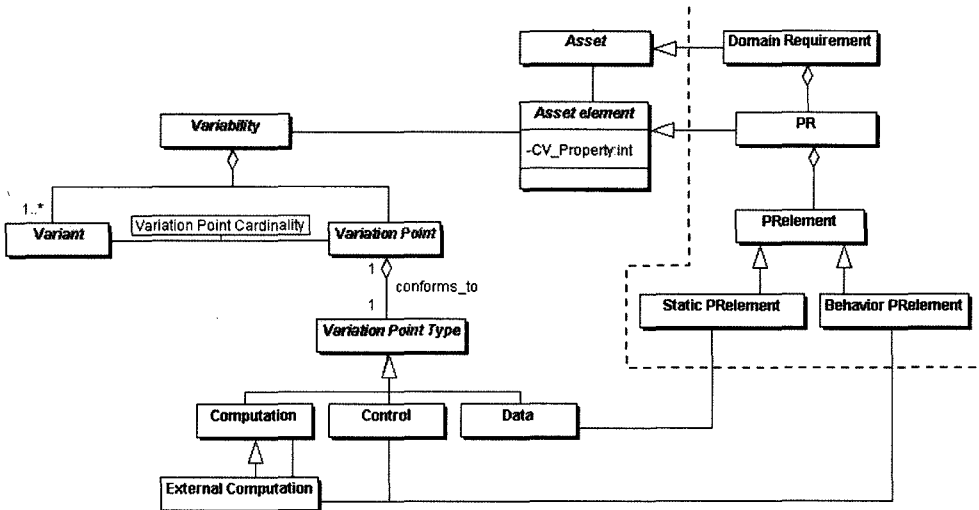 Asset
Domain Requirement
Variability
Asset element
-CV_Property:int
PR
1..*
Variant
Variation Point Cardinality
Variation Point
PRelement
1
conforms_to
1
Variation Point Type
Static PRelement
Behavior PRelement
Computation
Control
Data
External Computation